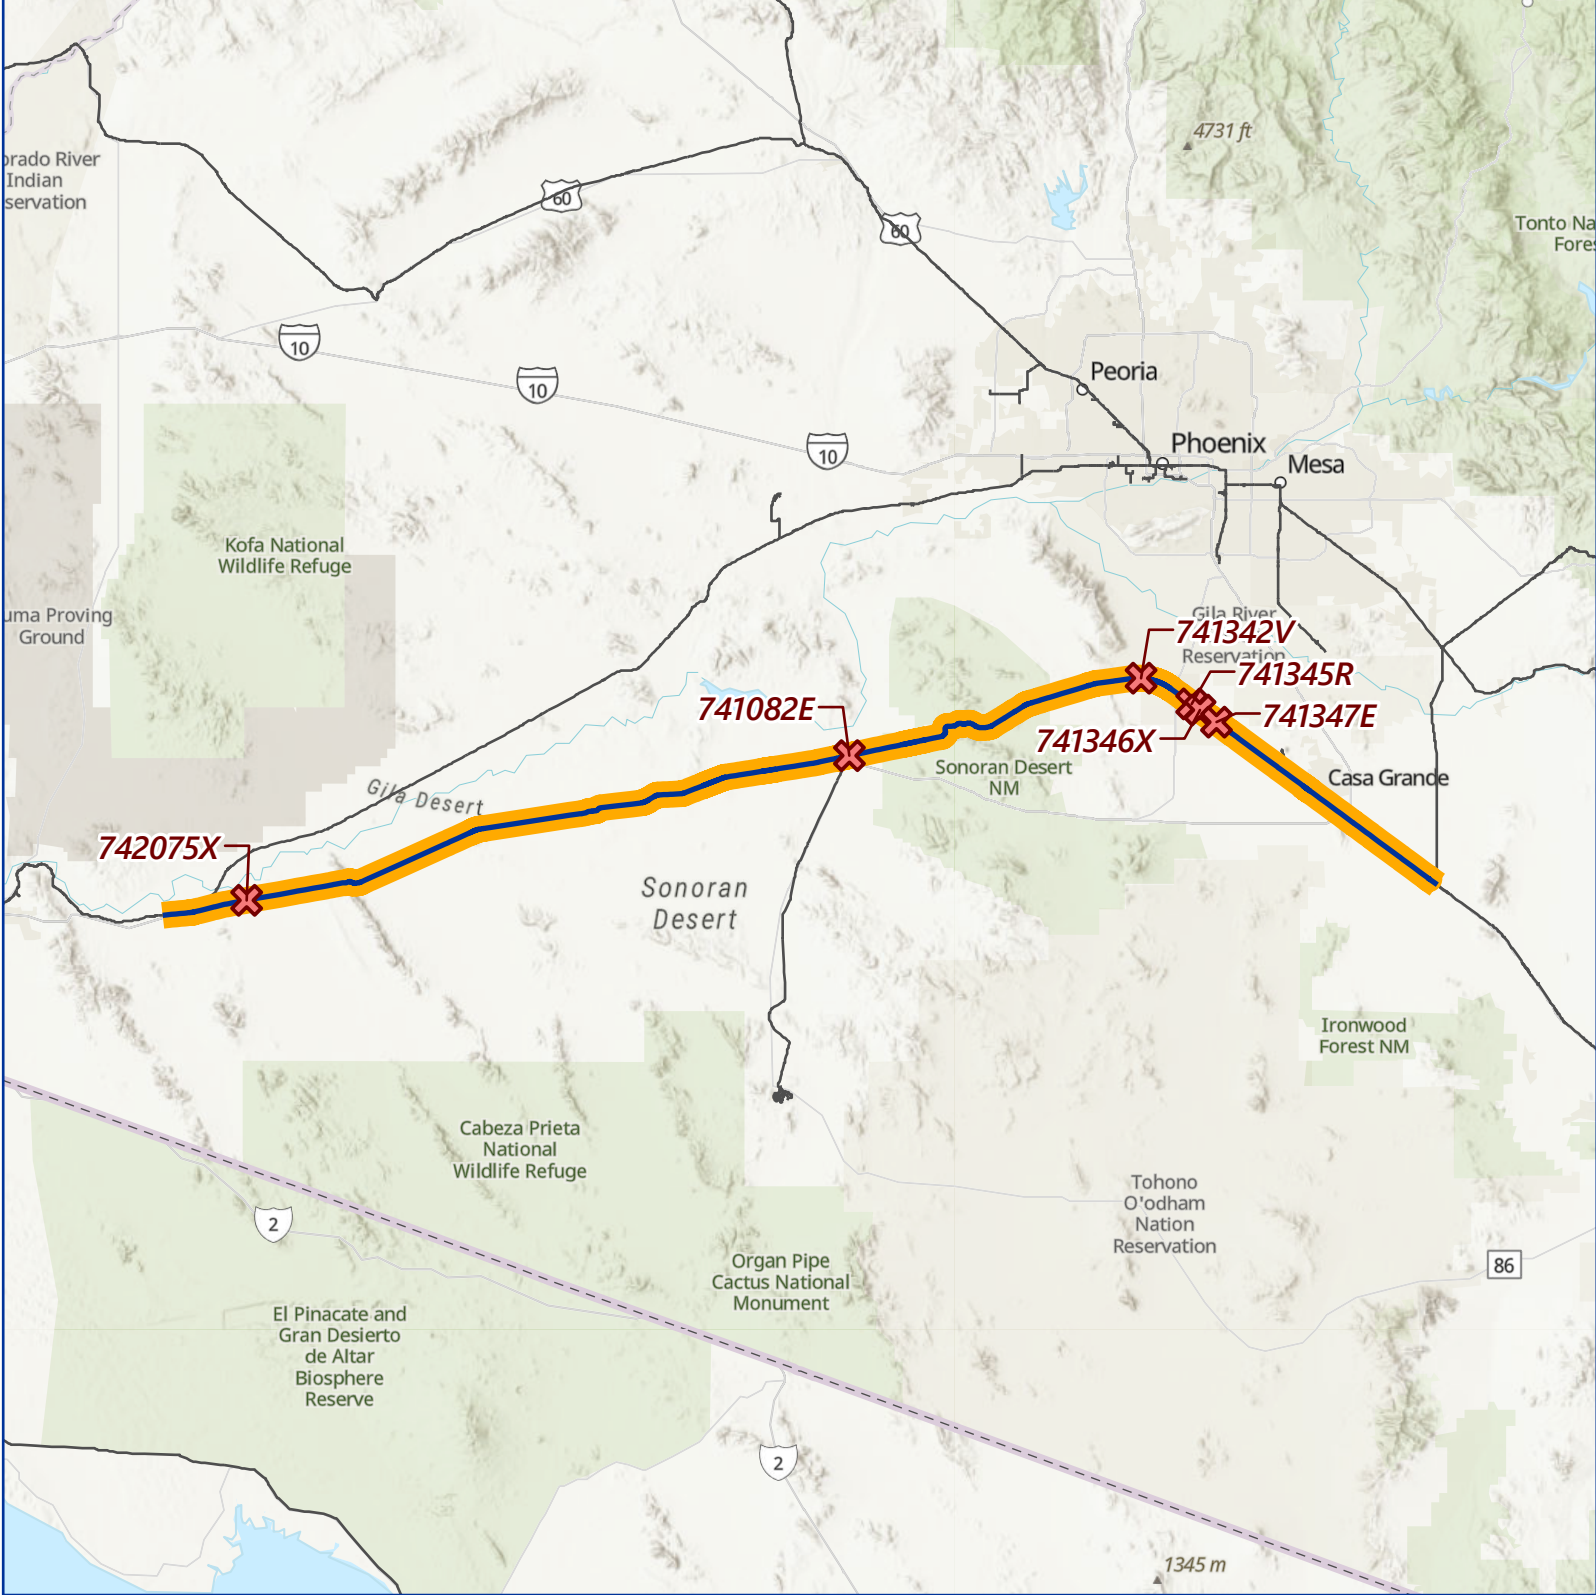 4731 ft
orado River
Indian
servation
60
60
Tonto Na
Fores
10
10
10
Peoria
Phoenix
Mesa
Kofa National
Wildlife Refuge
uma Proving
Ground
Gila River
741342V
Reservation
741345R
741082E
741347E
741346X
Sonoran Desert
NM
Casa Grande
Gila Desert
742075X
Sonoran
Desert
Ironwood
Forest NM
Cabeza Prieta
National
Wildlife Refuge
Tohono
O'odham
Nation
Reservation
2
86
Organ Pipe
Cactus National
Monument
El Pinacate and
Gran Desierto
de Altar
Biosphere
Reserve
2
1345 m